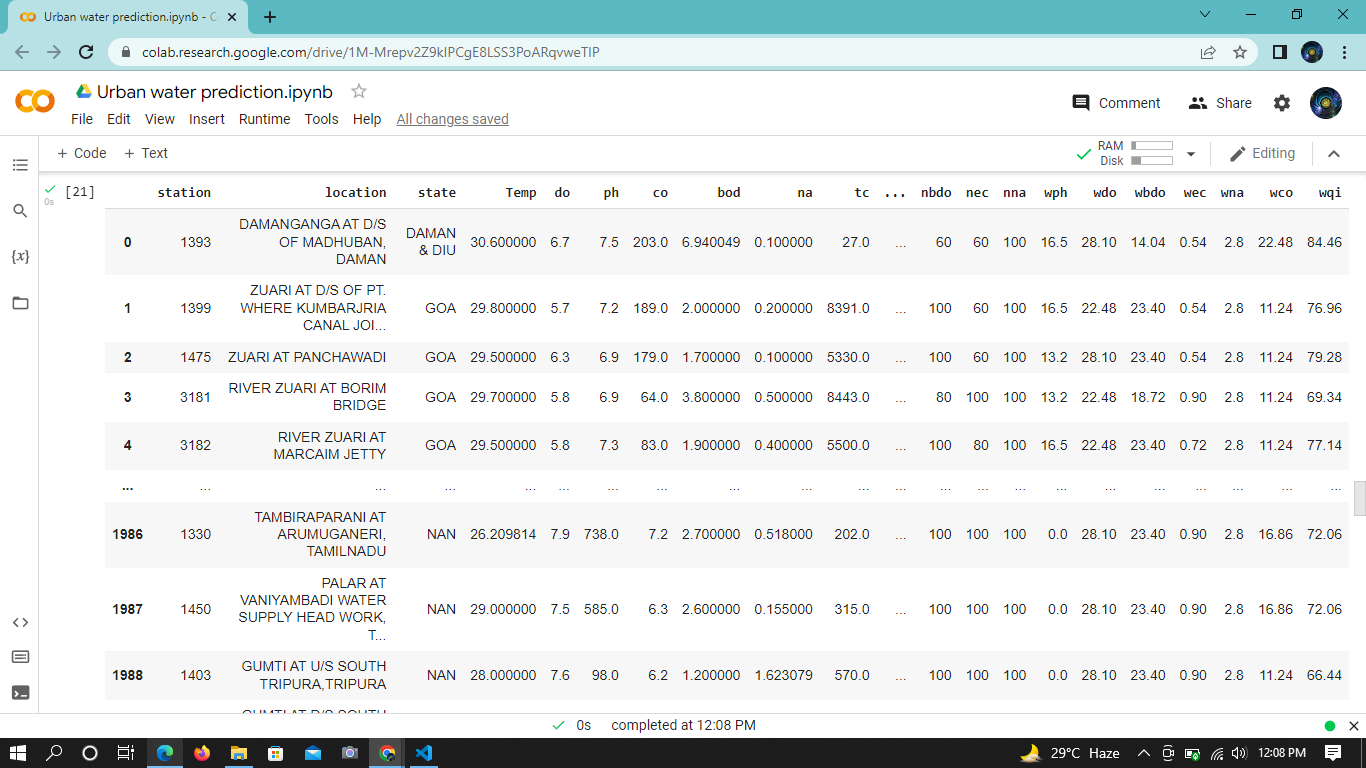 Urban water prediction.ipynb - C
colab.research.google.com/drive/1M-Mrepv2Z9kIPCgE8LSS3PoARqvweTlP
Urban water prediction.ipynb
Comment
Share
File Edit View Insert Runtime Tools Help All changes saved
+ Code + Text
RAM
Disk
Editing
[21]
0s
station location state Temp do ph co bod na tc ... nbdo nec nna wph wdo wbdo wec wna wco wqi
0 1393 DAMANGANGA AT D/S OF MADHUBAN, DAMAN DAMAN & DIU 30.600000 6.7 7.5 203.0 6.940049 0.100000 27.0 ... 60 60 100 16.5 28.10 14.04 0.54 2.8 22.48 84.46
1 1399 ZUARI AT D/S OF PT. WHERE KUMBARJRIA CANAL JOI... GOA 29.800000 5.7 7.2 189.0 2.000000 0.200000 8391.0 ... 100 60 100 16.5 22.48 23.40 0.54 2.8 11.24 76.96
2 1475 ZUARI AT PANCHAWADI GOA 29.500000 6.3 6.9 179.0 1.700000 0.100000 5330.0 ... 100 60 100 13.2 28.10 23.40 0.54 2.8 11.24 79.28
3 3181 RIVER ZUARI AT BORIM BRIDGE GOA 29.700000 5.8 6.9 64.0 3.800000 0.500000 8443.0 ... 80 100 100 13.2 22.48 18.72 0.90 2.8 11.24 69.34
4 3182 RIVER ZUARI AT MARCAIM JETTY GOA 29.500000 5.8 7.3 83.0 1.900000 0.400000 5500.0 ... 100 80 100 16.5 22.48 23.40 0.72 2.8 11.24 77.14
... ... ... ... ... ... ... ... ... ... ... ... ... ... ... ... ... ... ... ... ... ...
1986 1330 TAMBIRAPARANI AT ARUMUGANERI, TAMILNADU NAN 26.209814 7.9 738.0 7.2 2.700000 0.518000 202.0 ... 100 100 100 0.0 28.10 23.40 0.90 2.8 16.86 72.06
1987 1450 PALAR AT VANIYAMBADI WATER SUPPLY HEAD WORK, T... NAN 29.000000 7.5 585.0 6.3 2.600000 0.155000 315.0 ... 100 100 100 0.0 28.10 23.40 0.90 2.8 16.86 72.06
1988 1403 GUMTI AT U/S SOUTH TRIPURA,TRIPURA NAN 28.000000 7.6 98.0 6.2 1.200000 1.623079 570.0 ... 100 100 100 0.0 28.10 23.40 0.90 2.8 11.24 66.44
GUMTI AT D/S SOUTH
0s completed at 12:08 PM
29°C Haze
12:08 PM